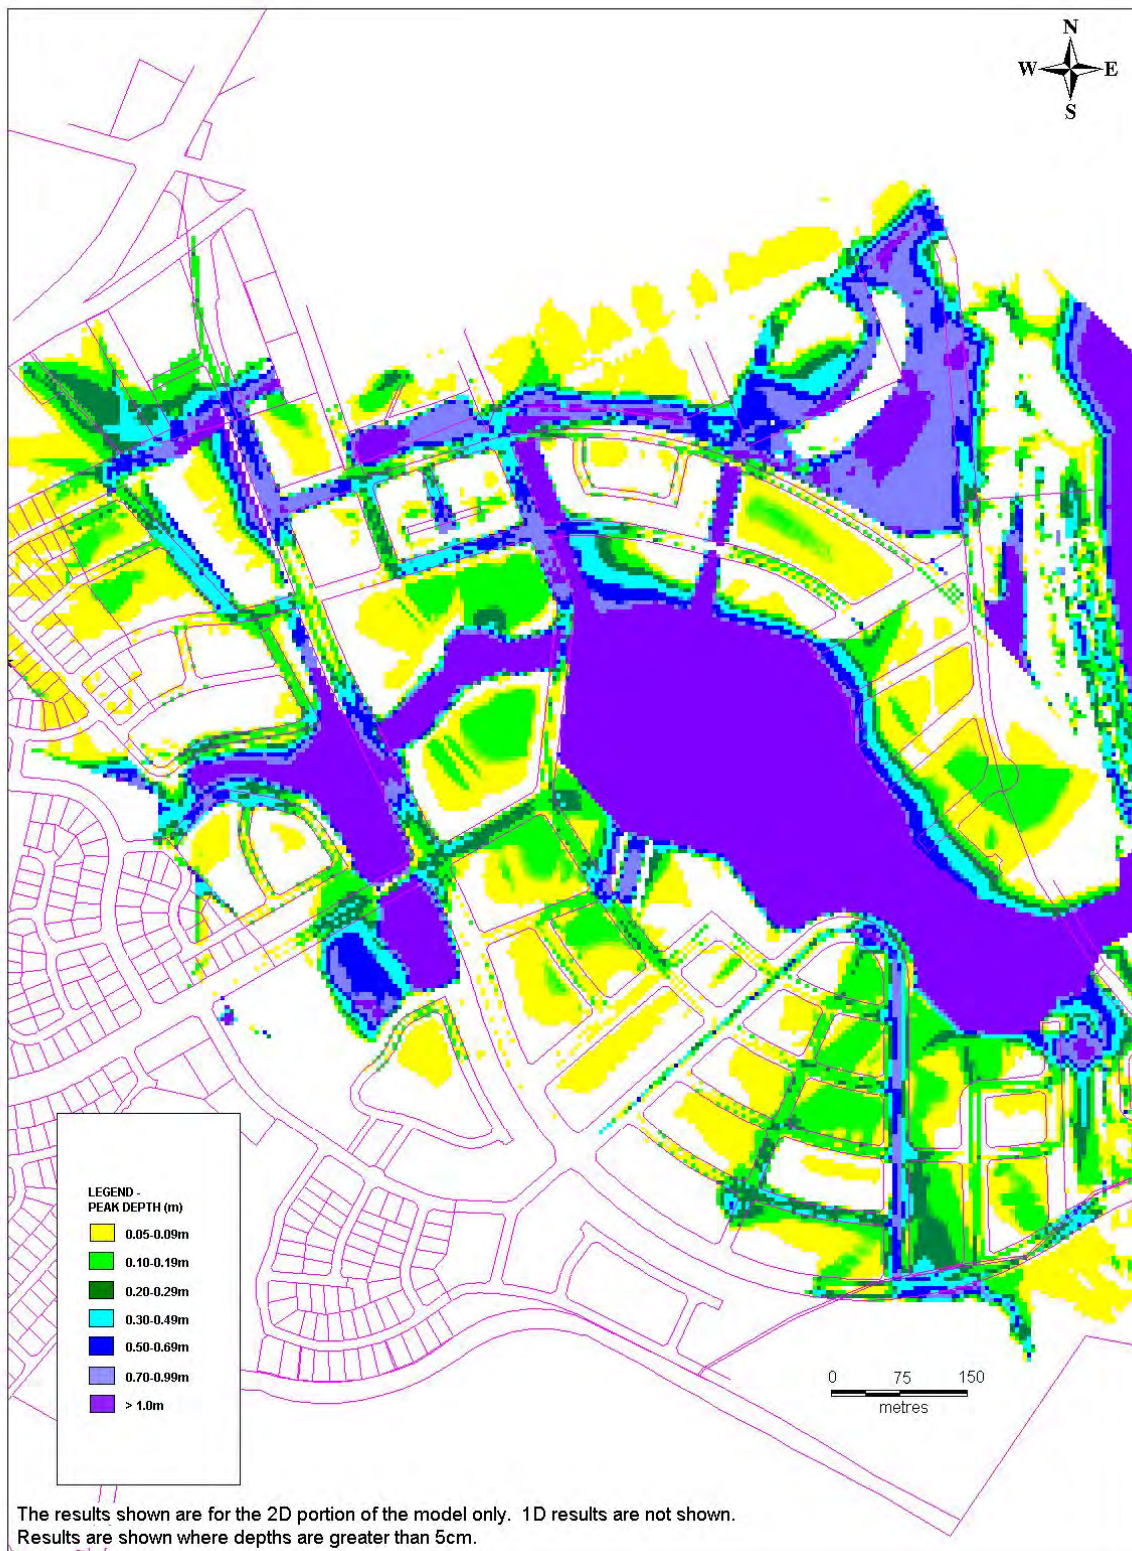 N
W E
S
LEGEND -
PEAK DEPTH (m)
0.05-0.09m
0.10-0.19m
0.20-0.29m
0.30-0.49m
0.50-0.69m
0.70-0.99m
> 1.0m
0 75 150
metres
The results shown are for the 2D portion of the model only. 1D results are not shown.
Results are shown where depths are greater than 5cm.